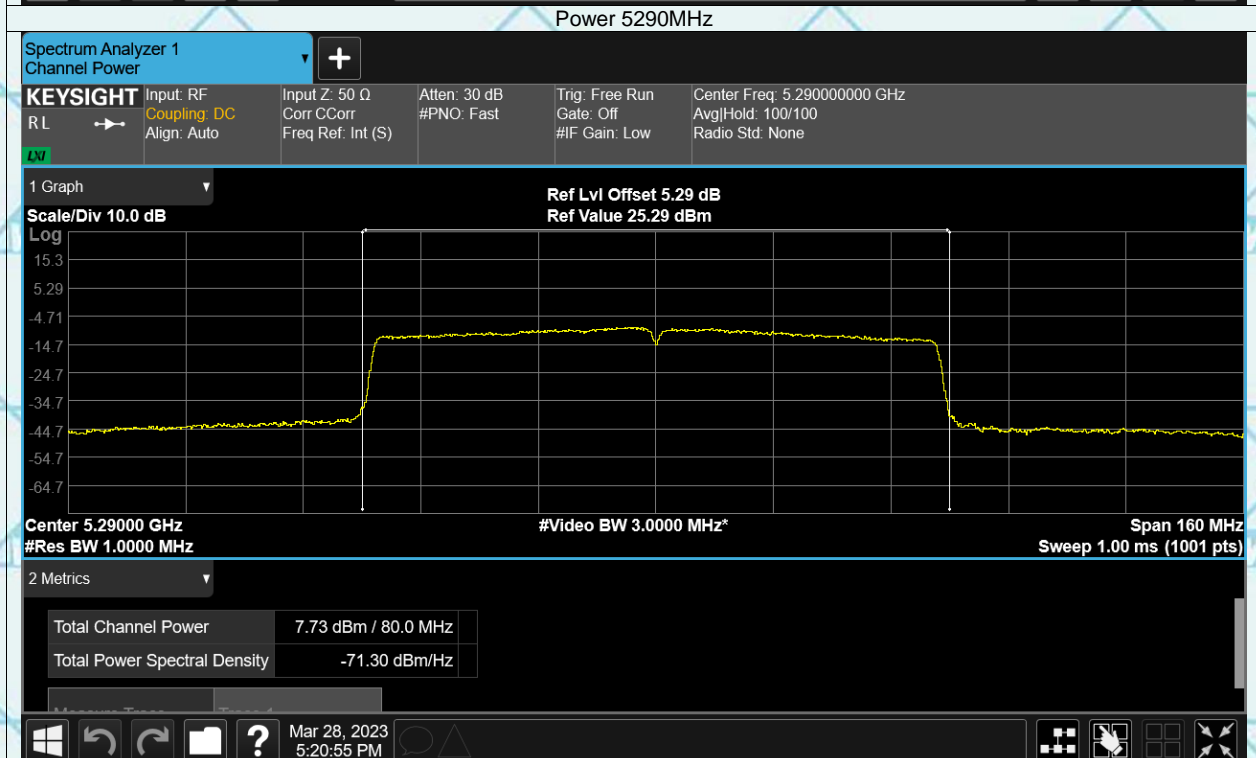 Power 5290MHz
Spectrum Analyzer 1
Channel Power
KEYSIGHT
R L
LXI
Input: RF
Coupling: DC
Align: Auto
Input Z: 50 Ω
Corr CCorr
Freq Ref: Int (S)
Atten: 30 dB
#PNO: Fast
Trig: Free Run
Gate: Off
#IF Gain: Low
Center Freq: 5.290000000 GHz
Avg|Hold: 100/100
Radio Std: None
1 Graph
Scale/Div 10.0 dB
Ref Lvl Offset 5.29 dB
Ref Value 25.29 dBm
Log
15.3
5.29
-4.71
-14.7
-24.7
-34.7
-44.7
-54.7
-64.7
Center 5.29000 GHz
#Video BW 3.0000 MHz*
Span 160 MHz
#Res BW 1.0000 MHz
Sweep 1.00 ms (1001 pts)
2 Metrics
Total Channel Power 7.73 dBm / 80.0 MHz
Total Power Spectral Density -71.30 dBm/Hz
?
Mar 28, 2023
5:20:55 PM